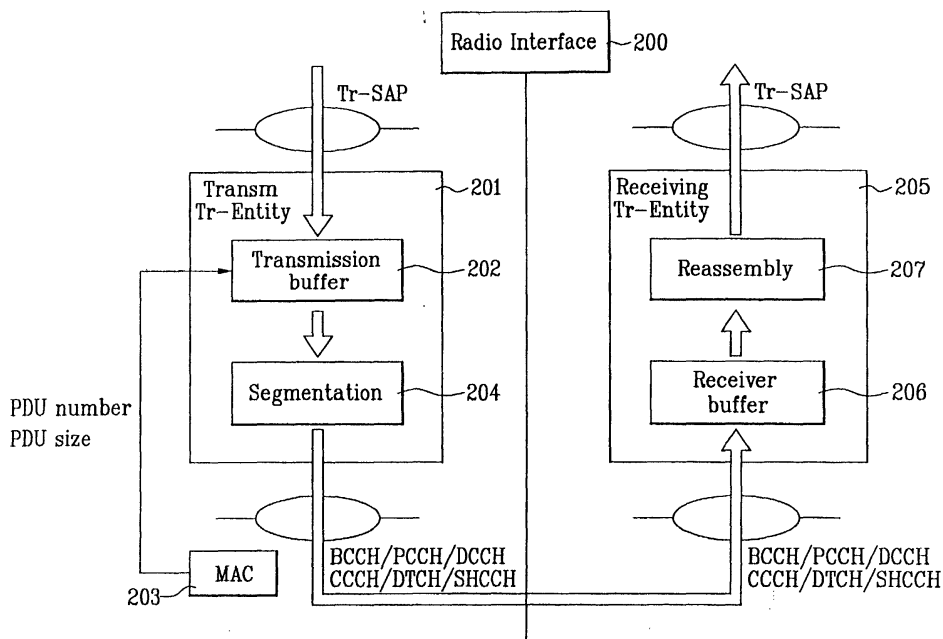 Radio Interface
200
Tr-SAP
Tr-SAP
Transm
Tr-Entity
201
Transmission
buffer
202
Segmentation
204
PDU number
PDU size
MAC
203
BCCH/PCCH/DCCH
CCCH/DTCH/SHCCH
Receiving
Tr-Entity
205
Reassembly
207
Receiver
buffer
206
BCCH/PCCH/DCCH
CCCH/DTCH/SHCCH